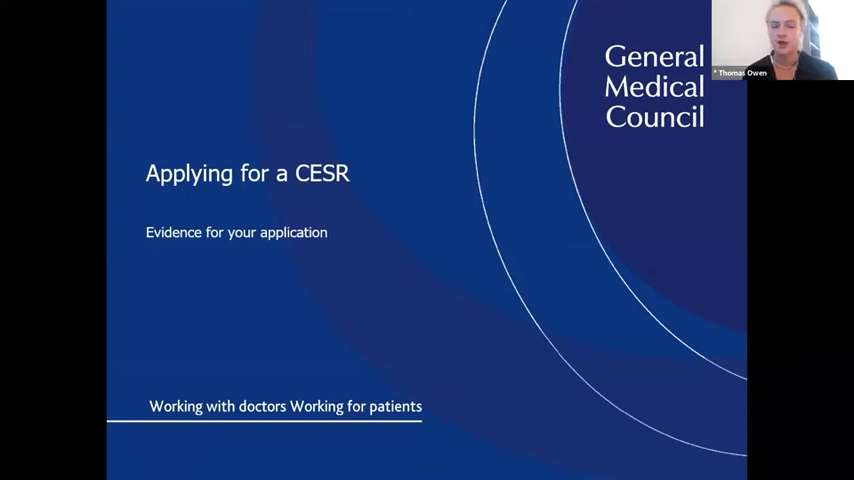 General
Medical
Council
* Thomas Owen
Applying for a CESR
Evidence for your application
Working with doctors Working for patients